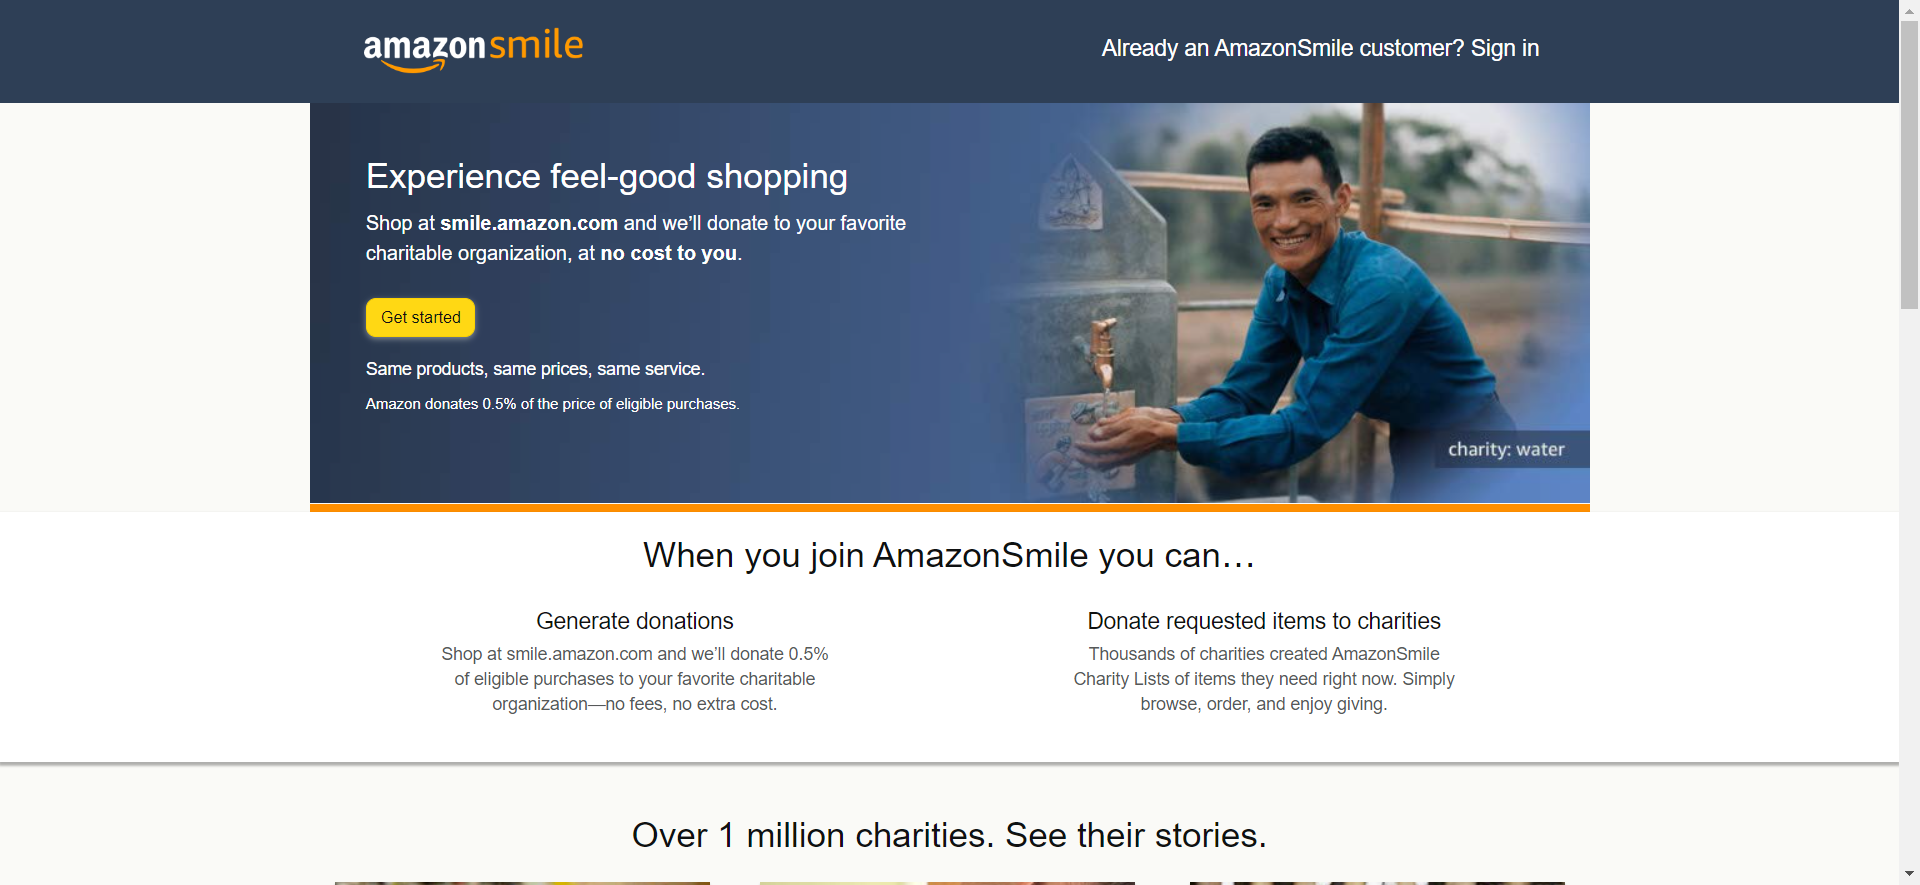 amazonsmile
Already an AmazonSmile customer? Sign in
Experience feel-good shopping
Shop at smile.amazon.com and we’ll donate to your favorite
charitable organization, at no cost to you.
Get started
Same products, same prices, same service.
Amazon donates 0.5% of the price of eligible purchases.
charity: water
When you join AmazonSmile you can…
Generate donations
Shop at smile.amazon.com and we’ll donate 0.5%
of eligible purchases to your favorite charitable
organization—no fees, no extra cost.
Donate requested items to charities
Thousands of charities created AmazonSmile
Charity Lists of items they need right now. Simply
browse, order, and enjoy giving.
Over 1 million charities. See their stories.